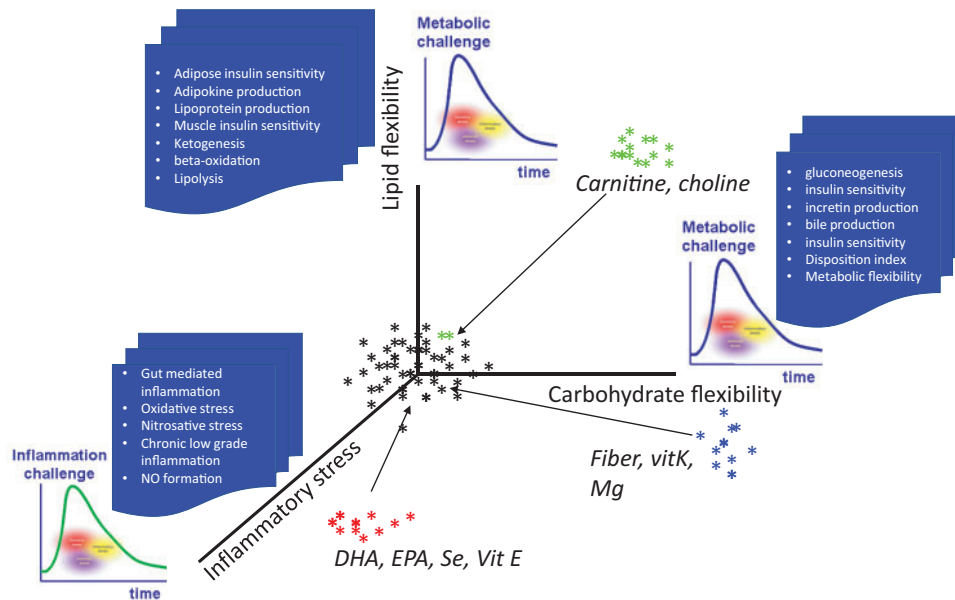 • Adipose insulin sensitivity
• Adipokine production
• Lipoprotein production
• Muscle insulin sensitivity
• Ketogenesis
• beta-oxidation
• Lipolysis
Lipid flexibility
Metabolic
challenge
time
Carnitine, choline
• gluconeogenesis
• insulin sensitivity
• incretin production
• bile production
• insulin sensitivity
• Disposition index
• Metabolic flexibility
Metabolic
challenge
time
Carbohydrate flexibility
• Gut mediated
inflammation
• Oxidative stress
• Nitrosative stress
• Chronic low grade
inflammation
• NO formation
Inflammation
challenge
time
Inflammatory stress
Fiber, vitK,
Mg
DHA, EPA, Se, Vit E